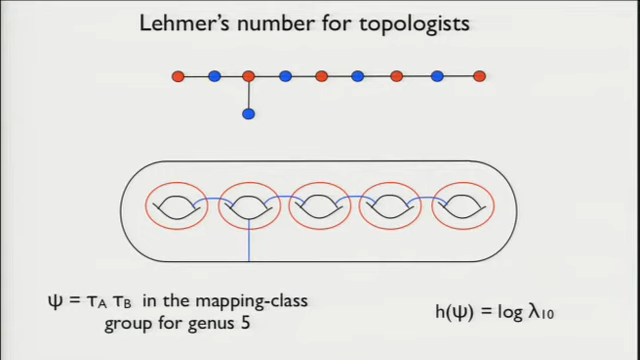 Lehmer's number for topologists
ψ = τA τB in the mapping-class
group for genus 5
h(ψ) = log λ10